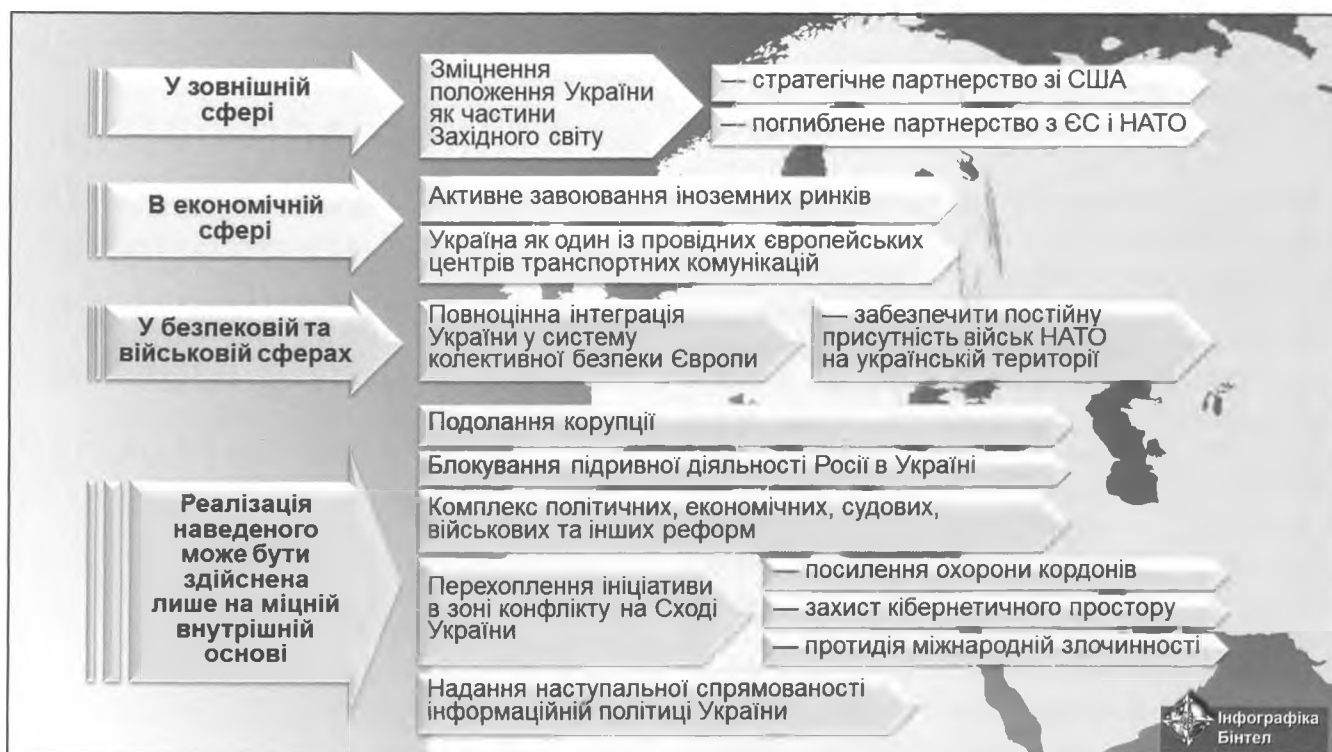 У зовнішній
сфері
Зміцнення
положення України
як частини
Західного світу
— стратегічне партнерство зі США
— поглиблене партнерство з ЄС і НАТО
В економічній
сфері
Активне завоювання іноземних ринків
Україна як один із провідних європейських
центрів транспортних комунікацій
У безпековій та
військовій сферах
Повноцінна інтеграція
України у систему
колективної безпеки Європи
— забезпечити постійну
присутність військ НАТО
на українській території
Реалізація
наведеного
може бути
здійснена
лише на міцній
внутрішній
основі
Подолання корупції
Блокування підривної діяльності Росії в Україні
Комплекс політичних, економічних, судових,
військових та інших реформ
Перехоплення ініціативи
в зоні конфлікту на Сході
України
— посилення охорони кордонів
— захист кібернетичного простору
— протидія міжнародній злочинності
Надання наступальної спрямованості
інформаційній політиці України
Інфографіка
Бінтел